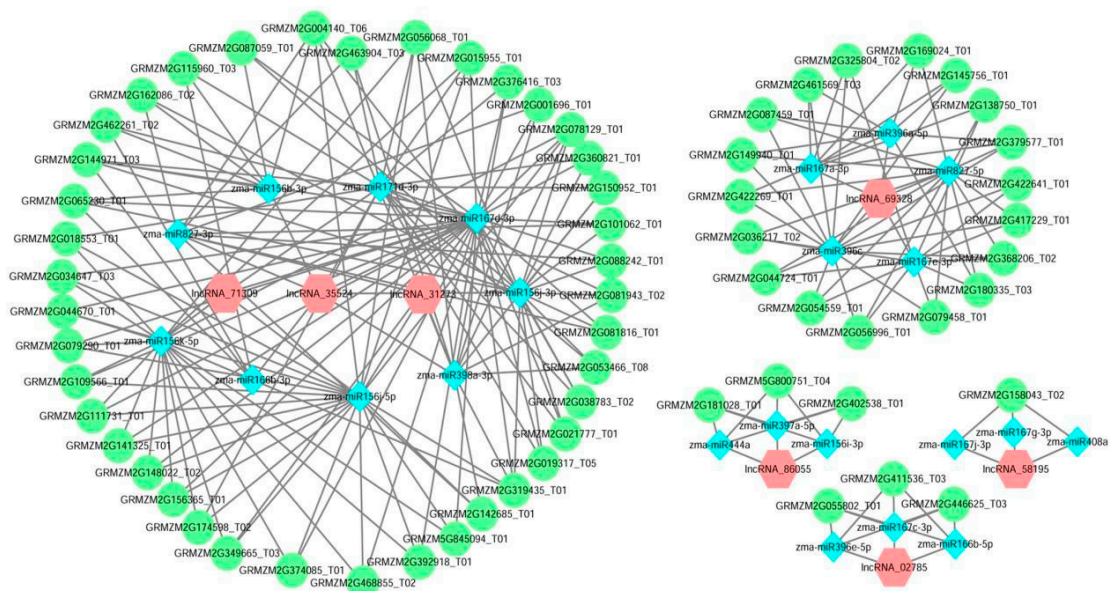 GRMZM2G004140_T06
GRMZM2G056068_T01
GRMZM2G087059_T01
GRMZM2G463904_T03
GRMZM2G015955_T01
GRMZM2G115960_T03
GRMZM2G376416_T03
GRMZM2G162086_T02
GRMZM2G001696_T01
GRMZM2G462261_T02
GRMZM2G078129_T01
GRMZM2G144971_T03
GRMZM2G360821_T01
zma-miR156b-3p
zma-miR171d-3p
GRMZM2G150952_T01
GRMZM2G065230_T01
zma-miR167d-3p
GRMZM2G101062_T01
GRMZM2G018553_T01
zma-miR827-3p
GRMZM2G088242_T01
GRMZM2G034647_T03
lncRNA_71309
lncRNA_35524
lncRNA_31273
zma-miR156j-3p
GRMZM2G081943_T02
GRMZM2G044670_T01
GRMZM2G081816_T01
GRMZM2G079290_T01
zma-miR156k-5p
GRMZM2G053466_T08
GRMZM2G109566_T01
zma-miR166b-3p
zma-miR398a-3p
GRMZM2G038783_T02
zma-miR156j-5p
GRMZM2G111731_T01
GRMZM2G021777_T01
GRMZM2G141325_T01
GRMZM2G019317_T05
GRMZM2G148022_T02
GRMZM2G319435_T01
GRMZM2G156365_T01
GRMZM2G142685_T01
GRMZM2G174598_T02
GRMZM5G845094_T01
GRMZM2G349665_T03
GRMZM2G392918_T01
GRMZM2G374085_T01
GRMZM2G468855_T02
GRMZM2G169024_T01
GRMZM2G325804_T02
GRMZM2G145756_T01
GRMZM2G461569_T03
GRMZM2G138750_T01
GRMZM2G087459_T01
zma-miR396a-5p
GRMZM2G379577_T01
GRMZM2G149940_T01
zma-miR167a-3p
zma-miR827-5p
GRMZM2G422269_T01
lncRNA_69328
GRMZM2G422641_T01
GRMZM2G417229_T01
GRMZM2G036217_T02
zma-miR396c
zma-miR167e-3p
GRMZM2G368206_T02
GRMZM2G044724_T01
GRMZM2G180335_T03
GRMZM2G054559_T01
GRMZM2G079458_T01
GRMZM2G056996_T01
GRMZM5G800751_T04
GRMZM2G181028_T01
GRMZM2G402538_T01
zma-miR397a-5p
zma-miR444a
zma-miR156i-3p
lncRNA_86055
GRMZM2G158043_T02
zma-miR167g-3p
zma-miR167j-3p
zma-miR408a
lncRNA_58195
GRMZM2G411536_T03
GRMZM2G055802_T01
GRMZM2G446625_T03
zma-miR167c-3p
zma-miR396e-5p
zma-miR166b-5p
lncRNA_02785